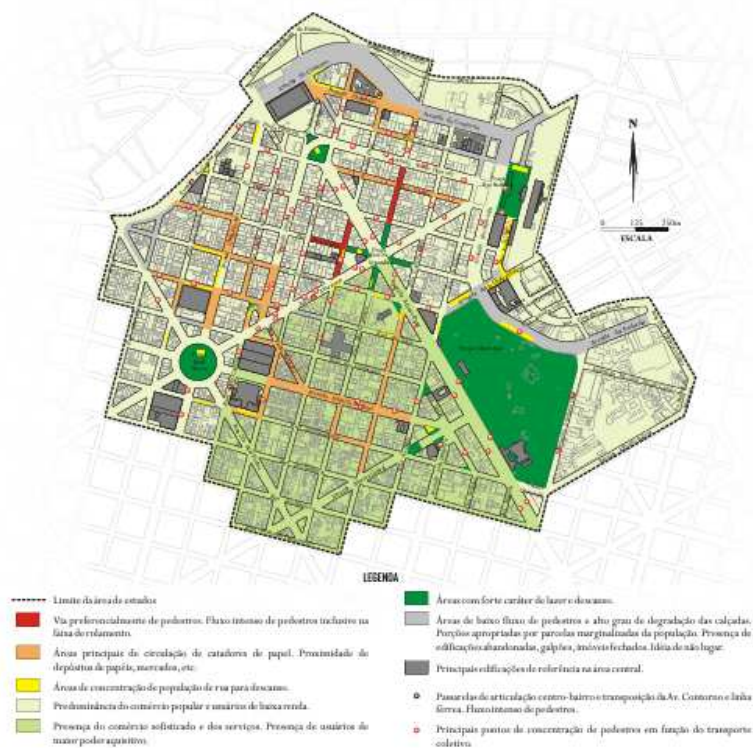 N
0 125 250m
ESCALA
LEGENDA
Limite da área de estudos
Via preferencialmente de pedestres. Fluxo intenso de pedestres inclusive na
faixa de rolamento.
Áreas principais de circulação de catadores de papel. Proximidade de
depósitos de papéis, mercados, etc.
Áreas de concentração de população de rua para descanso.
Predominância do comércio popular e usuários de baixa renda.
Presença do comércio sofisticado e dos serviços. Presença de usuários de
maior poder aquisitivo.
Áreas com forte caráter de lazer e descanso.
Áreas de baixo fluxo de pedestres e alto grau de degradação das calçadas.
Porções apropriadas por parcelas marginalizadas da população. Presença de
edificações abandonadas, galpões, imóveis fechados. Idéia de não lugar.
Principais edificações de referência na área central.
Passarelas de articulação centro-bairro e transposição da Av. Contorno e linha
férrea. Fluxo intenso de pedestres.
Principais pontos de concentração de pedestres em função do transporte
coletivo.